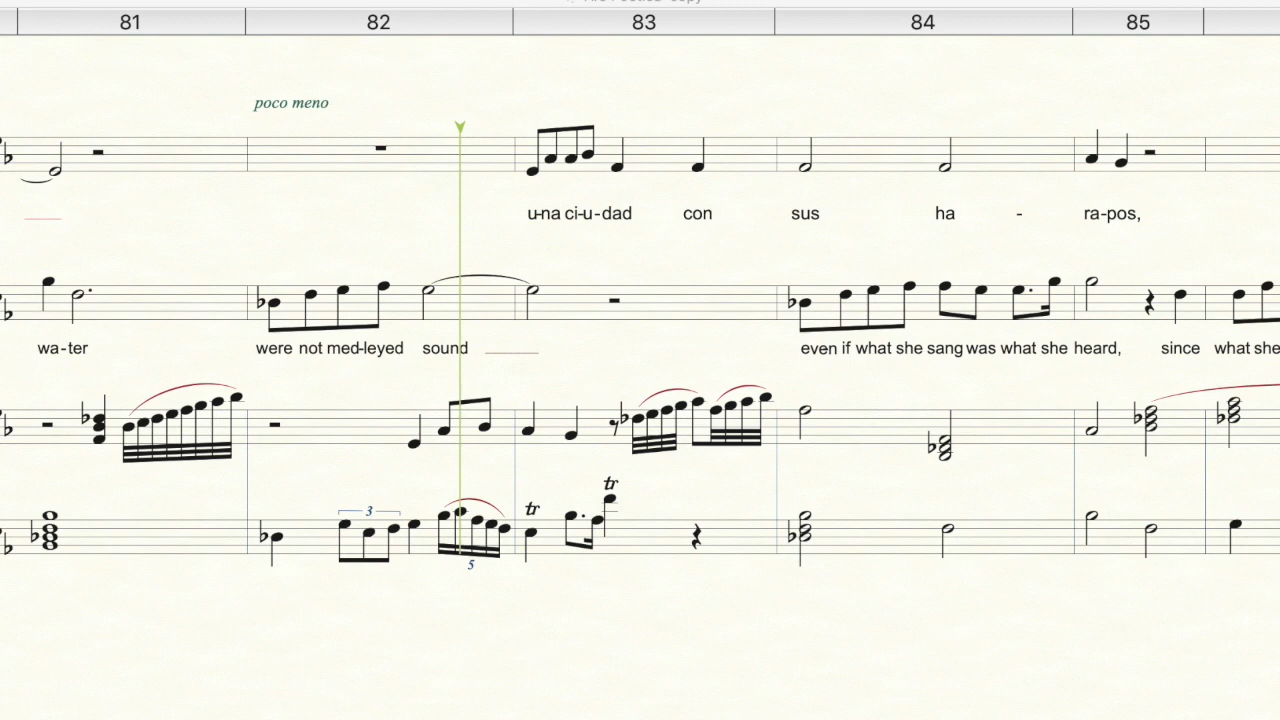 81 82 83 84 85
poco meno
u-na ci-u-dad con sus ha - ra-pos,
wa-ter were not med-leyed sound even if what she sang was what she heard, since what she
3
tr
tr
5